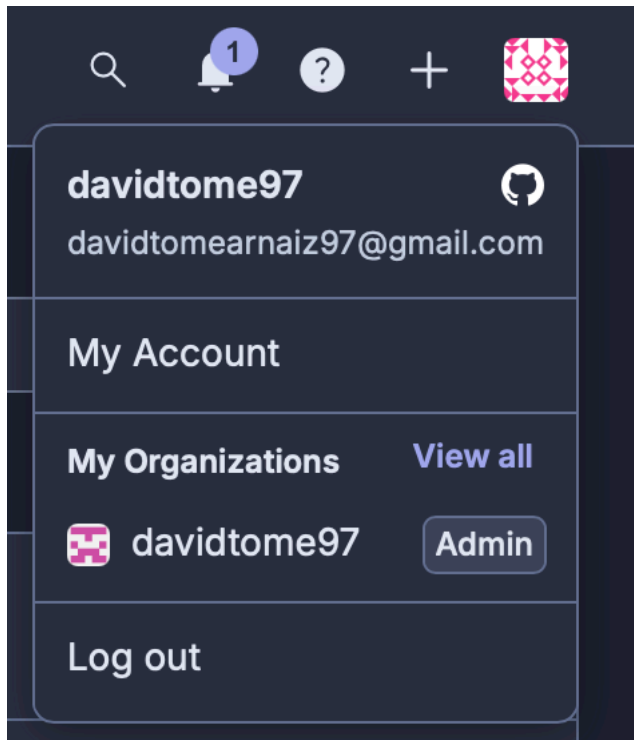 1
?
davidtome97
davidtomearnaiz97@gmail.com
My Account
My Organizations View all
davidtome97 Admin
Log out